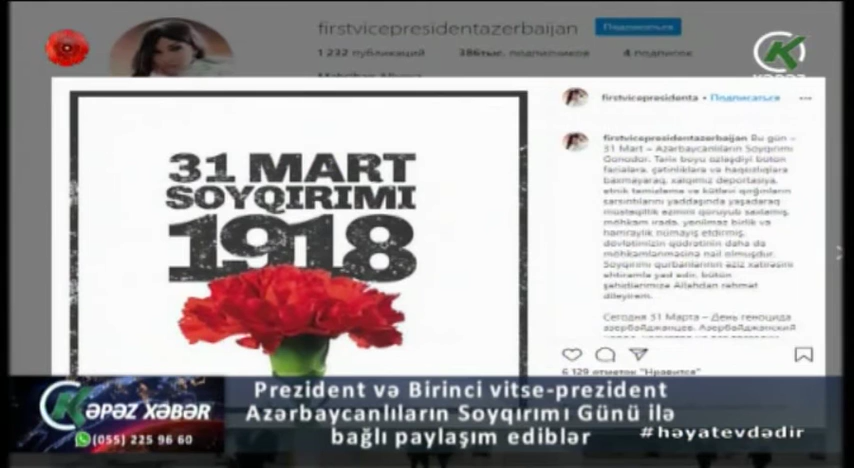 firstvicepresidentazerbaijan Подписаться
1 232 публикаций 386тыс. подписчиков 4 подписок
firstvicepresidenta • Подписаться ...
31 MART
SOYQIRIMI
1918
firstvicepresidentazerbaijan Bu gün –
31 Mart – Azərbaycanlıların Soyqırımı
Günüdür. Tarix boyu üzləşdiyi bütün
faciələrə, çətinliklərə və haqsızlıqlara
baxmayaraq, xalqımız deportasiya,
etnik təmizləmə və kütləvi qırğınların
sarsıntılarını yaddaşında yaşadaraq
müstəqillik əzmini qoruyub saxlamış,
möhkəm iradə, yenilməz birlik və
həmrəylik nümayiş etdirmiş,
dövlətimizin qüdrətinin daha da
möhkəmlənməsinə nail olmuşdur.
Soyqırımı qurbanlarının əziz xatirəsini
ehtiramla yad edir, bütün
şəhidlərimizə Allahdan rəhmət
diləyirəm.
Сегодня 31 Марта – День геноцида
азербайджанцев. Азербайджанский
6 129 отметок "Нравится"
KƏPƏZ
KƏPƏZ XƏBƏR
(055) 225 96 60
Prezident və Birinci vitse-prezident
Azərbaycanlıların Soyqırımı Günü ilə
bağlı paylaşım ediblər
#həyatevdədir